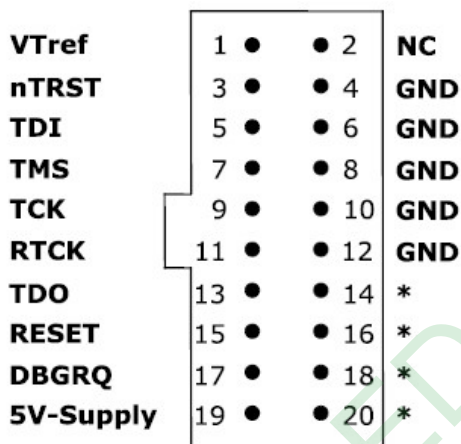 VTref 1 ● ● 2 NC
nTRST 3 ● ● 4 GND
TDI 5 ● ● 6 GND
TMS 7 ● ● 8 GND
TCK 9 ● ● 10 GND
RTCK 11 ● ● 12 GND
TDO 13 ● ● 14 *
RESET 15 ● ● 16 *
DBGRQ 17 ● ● 18 *
5V-Supply 19 ● ● 20 *
ED